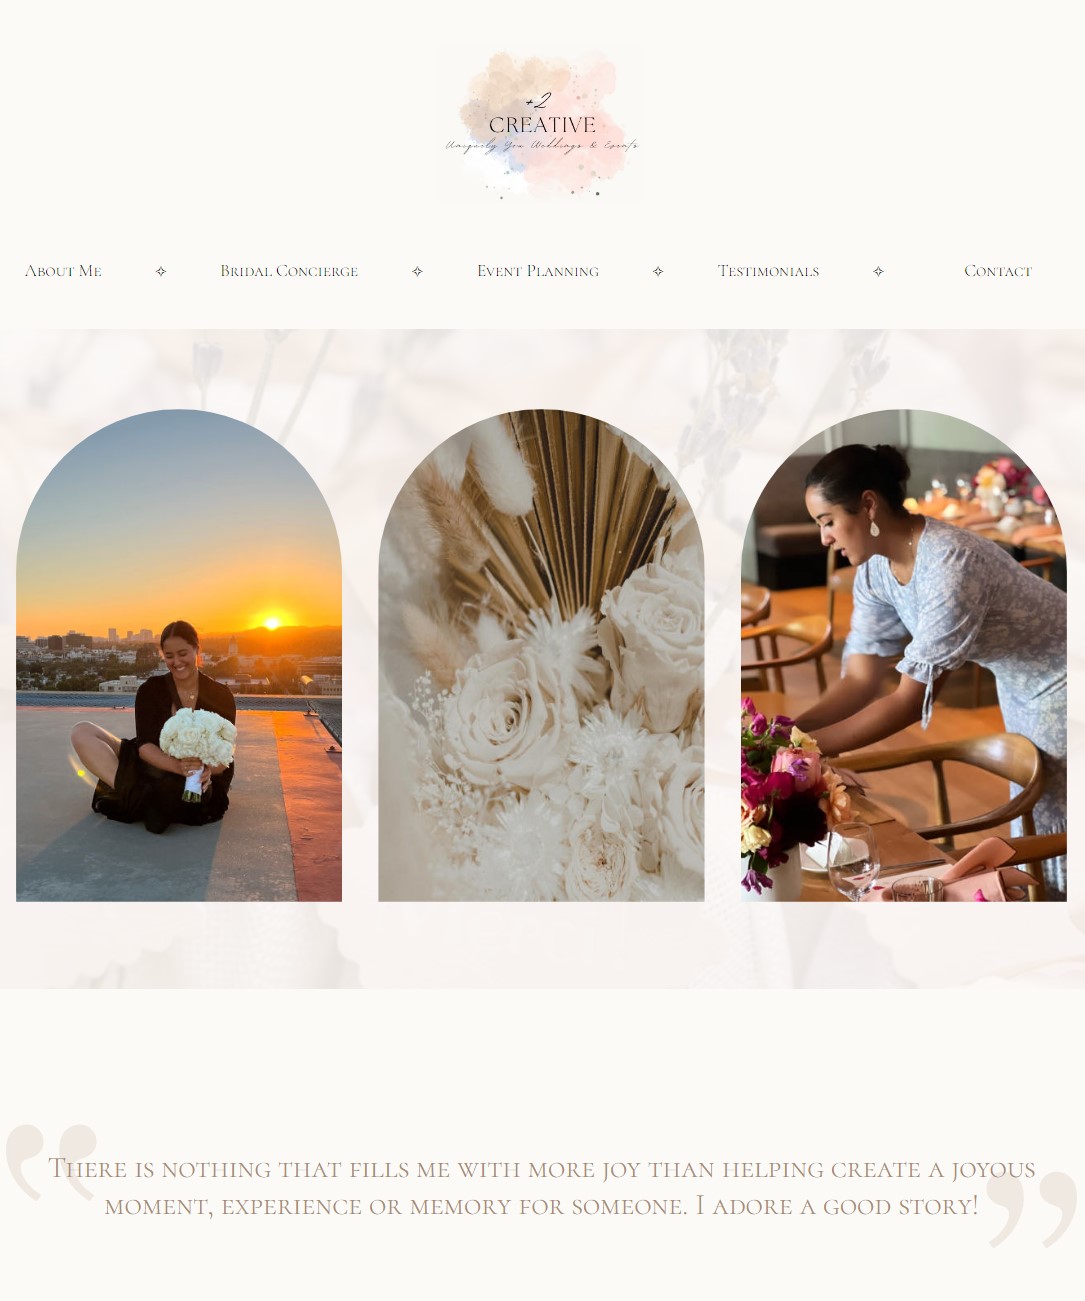 +2
CREATIVE
Uniquely You Weddings & Events
About Me ✧ Bridal Concierge ✧ Event Planning ✧ Testimonials ✧ Contact
“There is nothing that fills me with more joy than helping create a joyous
moment, experience or memory for someone. I adore a good story!”